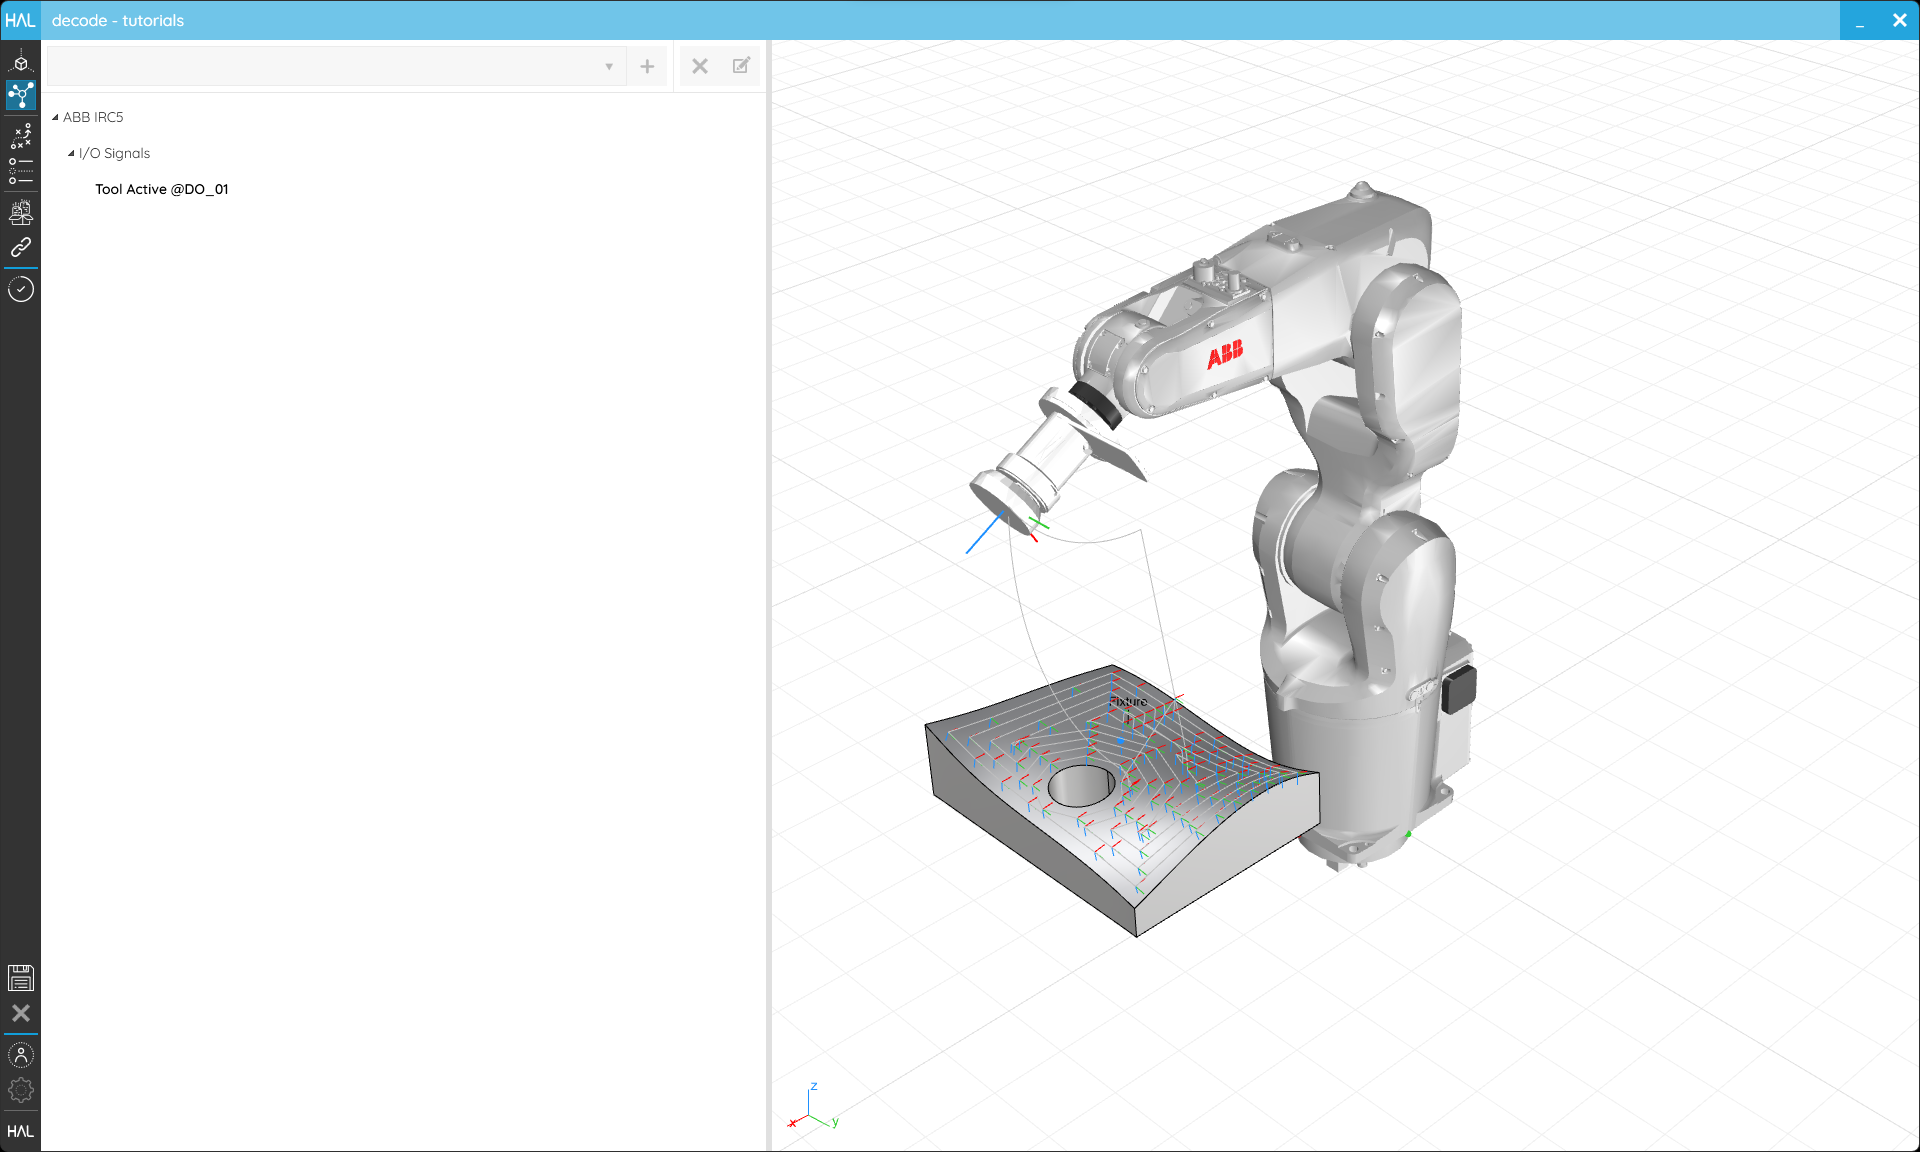 HAL decode - tutorials
ABB IRC5
I/O Signals
Tool Active @DO_01
ABB
Fixture
z
x y
HAL